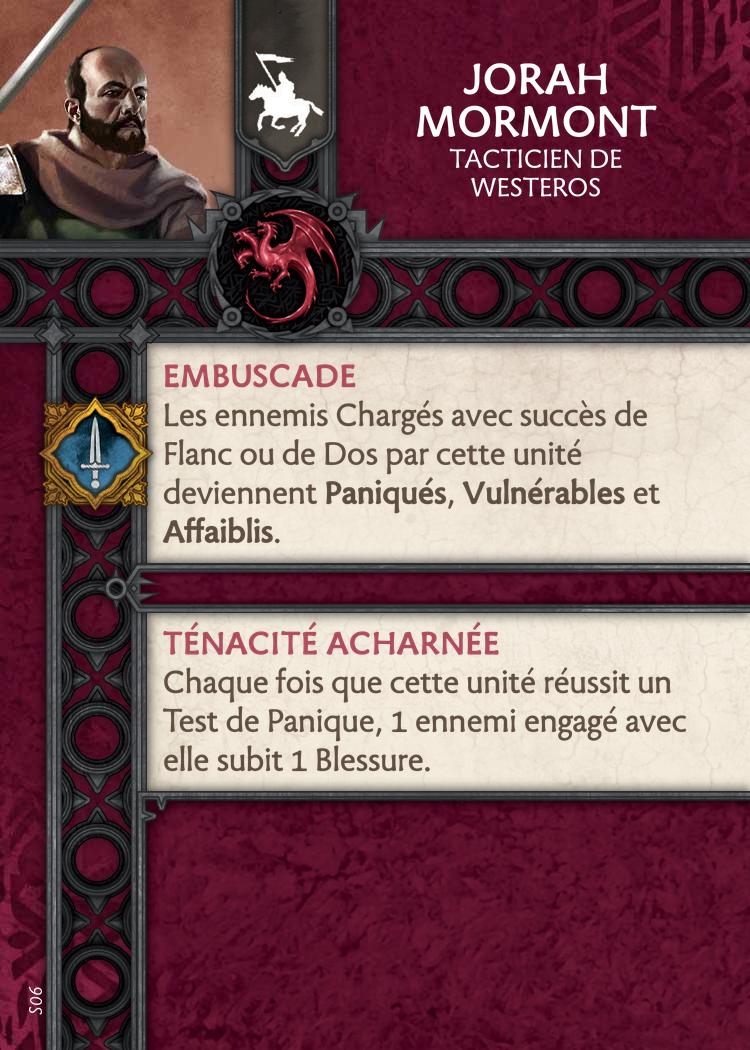 JORAH
MORMONT
TACTICIEN DE
WESTEROS
EMBUSCADE
Les ennemis Chargés avec succès de
Flanc ou de Dos par cette unité
deviennent Paniqués, Vulnérables et
Affaiblis.
TÉNACITÉ ACHARNÉE
Chaque fois que cette unité réussit un
Test de Panique, 1 ennemi engagé avec
elle subit 1 Blessure.
S06